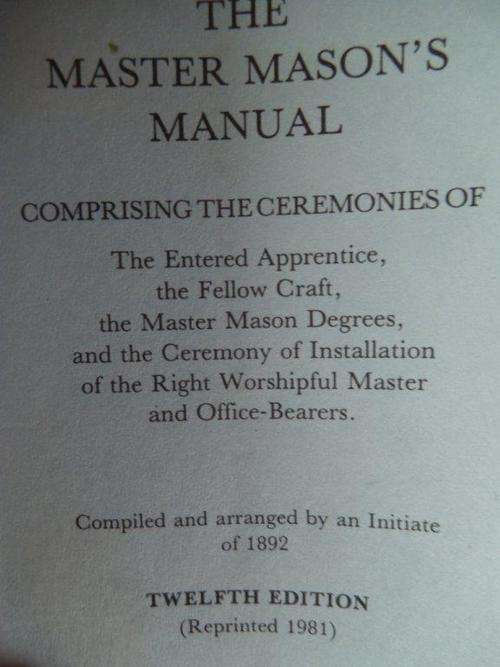 THE
MASTER MASON'S
MANUAL
COMPRISING THE CEREMONIES OF
The Entered Apprentice,
the Fellow Craft,
the Master Mason Degrees,
and the Ceremony of Installation
of the Right Worshipful Master
and Office-Bearers.
Compiled and arranged by an Initiate
of 1892
TWELFTH EDITION
(Reprinted 1981)